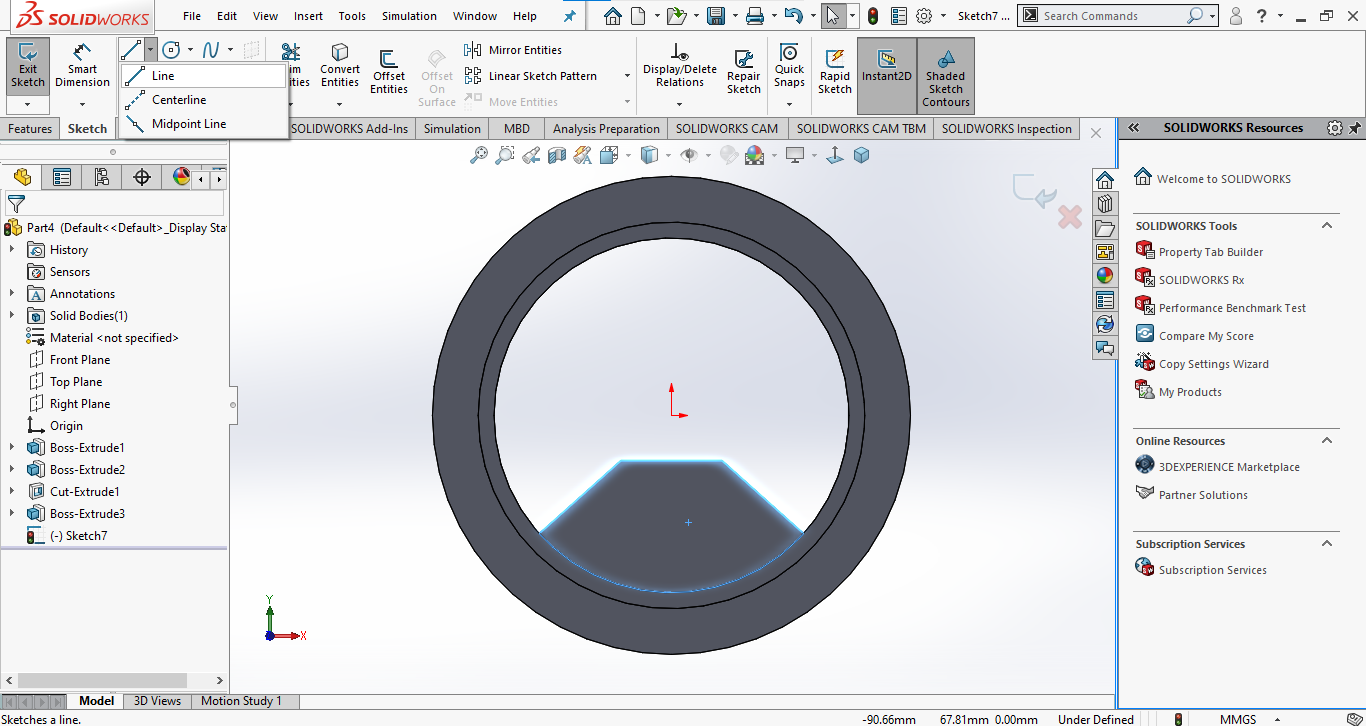 SOLIDWORKS File Edit View Insert Tools Simulation Window Help Sketch7 ... Search Commands
Exit Sketch
Smart Dimension
Convert Entities
Offset Entities
Offset On Surface
Mirror Entities
Linear Sketch Pattern
Move Entities
Display/Delete Relations
Repair Sketch
Quick Snaps
Rapid Sketch
Instant2D
Shaded Sketch Contours
Line
Centerline
Midpoint Line
Features Sketch SOLIDWORKS Add-Ins Simulation MBD Analysis Preparation SOLIDWORKS CAM SOLIDWORKS CAM TBM SOLIDWORKS Inspection
Part4 (Default<<Default>_Display Sta
History
Sensors
Annotations
Solid Bodies(1)
Material <not specified>
Front Plane
Top Plane
Right Plane
Origin
Boss-Extrude1
Boss-Extrude2
Cut-Extrude1
Boss-Extrude3
(-) Sketch7
Y
X
SOLIDWORKS Resources
Welcome to SOLIDWORKS
SOLIDWORKS Tools
Property Tab Builder
SOLIDWORKS Rx
Performance Benchmark Test
Compare My Score
Copy Settings Wizard
My Products
Online Resources
3DEXPERIENCE Marketplace
Partner Solutions
Subscription Services
Subscription Services
Model 3D Views Motion Study 1
Sketches a line. -90.66mm 67.81mm 0.00mm Under Defined MMGS